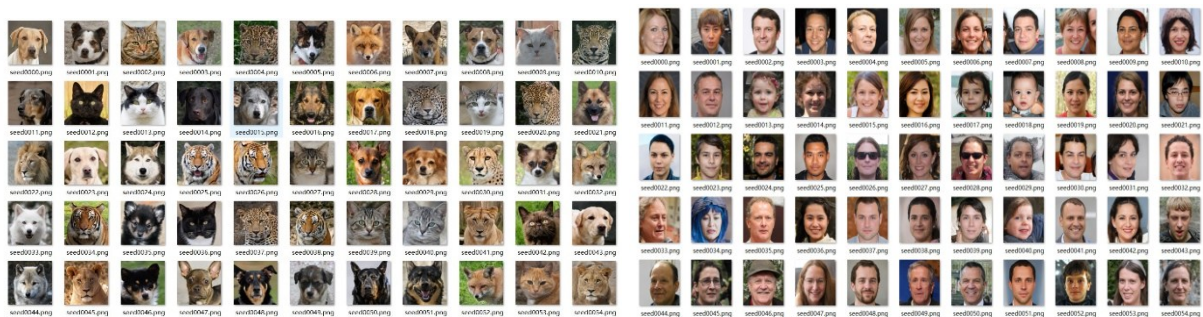 seed0000.png seed0001.png seed0002.png seed0003.png seed0004.png seed0005.png seed0006.png seed0007.png seed0008.png seed0009.png seed0010.png
seed0011.png seed0012.png seed0013.png seed0014.png seed0015.png seed0016.png seed0017.png seed0018.png seed0019.png seed0020.png seed0021.png
seed0022.png seed0023.png seed0024.png seed0025.png seed0026.png seed0027.png seed0028.png seed0029.png seed0030.png seed0031.png seed0032.png
seed0033.png seed0034.png seed0035.png seed0036.png seed0037.png seed0038.png seed0039.png seed0040.png seed0041.png seed0042.png seed0043.png
seed0044.png seed0045.png seed0046.png seed0047.png seed0048.png seed0049.png seed0050.png seed0051.png seed0052.png seed0053.png seed0054.png
seed0000.png seed0001.png seed0002.png seed0003.png seed0004.png seed0005.png seed0006.png seed0007.png seed0008.png seed0009.png seed0010.png
seed0011.png seed0012.png seed0013.png seed0014.png seed0015.png seed0016.png seed0017.png seed0018.png seed0019.png seed0020.png seed0021.png
seed0022.png seed0023.png seed0024.png seed0025.png seed0026.png seed0027.png seed0028.png seed0029.png seed0030.png seed0031.png seed0032.png
seed0033.png seed0034.png seed0035.png seed0036.png seed0037.png seed0038.png seed0039.png seed0040.png seed0041.png seed0042.png seed0043.png
seed0044.png seed0045.png seed0046.png seed0047.png seed0048.png seed0049.png seed0050.png seed0051.png seed0052.png seed0053.png seed0054.png